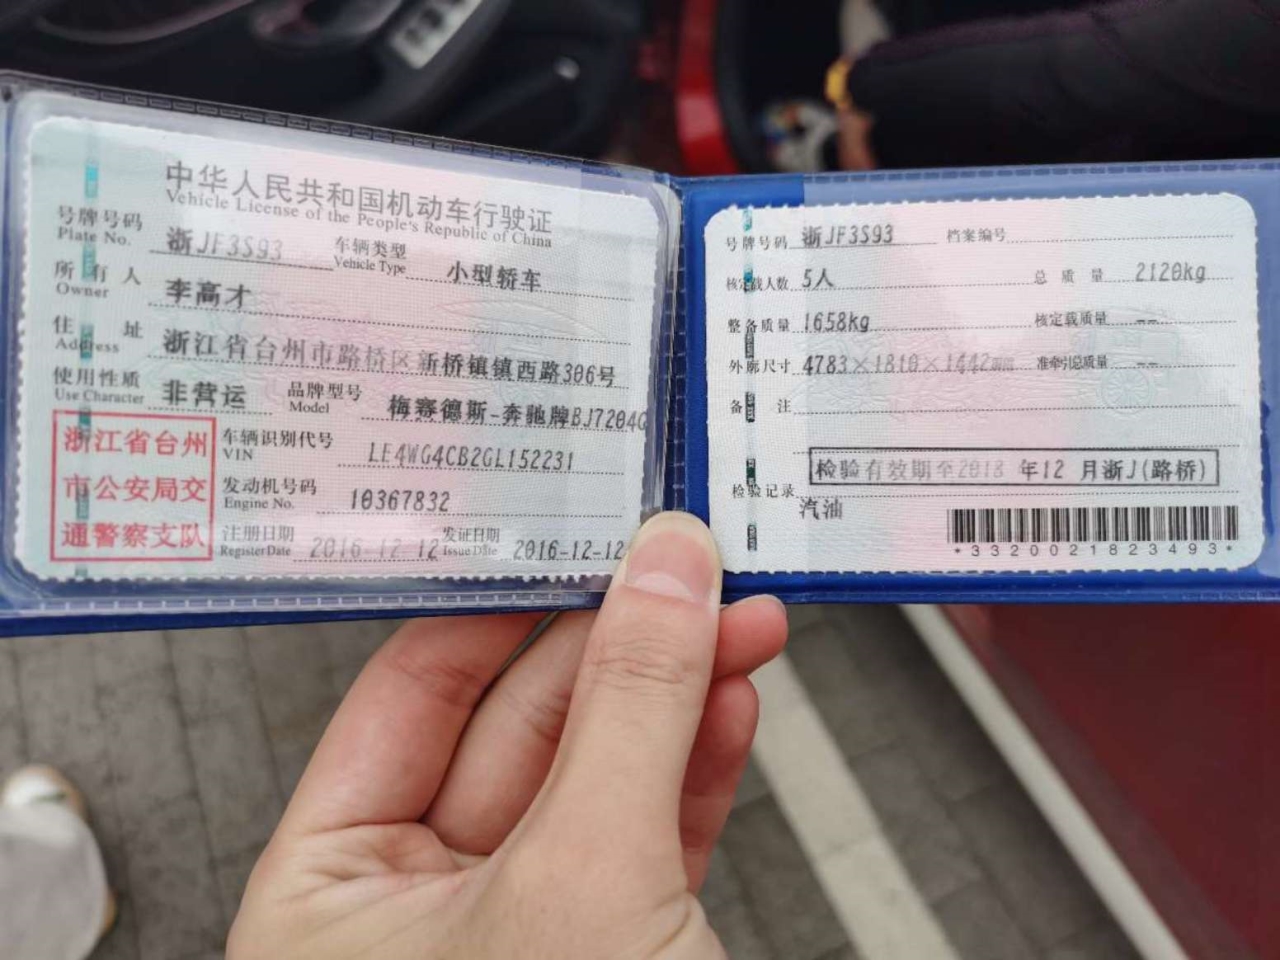 中华人民共和国机动车行驶证
Vehicle License of the People's Republic of China
号牌号码 浙JF3S93 车辆类型 小型轿车
Plate No. Vehicle Type
所有人 李高才
Owner
住址 浙江省台州市路桥区新桥镇镇西路306号
Address
使用性质 非营运 品牌型号 梅赛德斯-奔驰牌BJ7204G
Use Character Model
浙江省台州
市公安局交
通警察支队
车辆识别代号 LE4WG4CB2GL152231
VIN
发动机号码 10367832
Engine No.
注册日期 2016-12-12 发证日期 2016-12-12
Register Date Issue Date
号牌号码 浙JF3S93 档案编号
核定载人数 5人 总质量 2120kg
整备质量 1658kg 核定载质量 --
外廓尺寸 4783×1810×1442mm 准牵引总质量 --
备注
检验有效期至2018年12月浙J(路桥)
检验记录
汽油
*3320021823493*